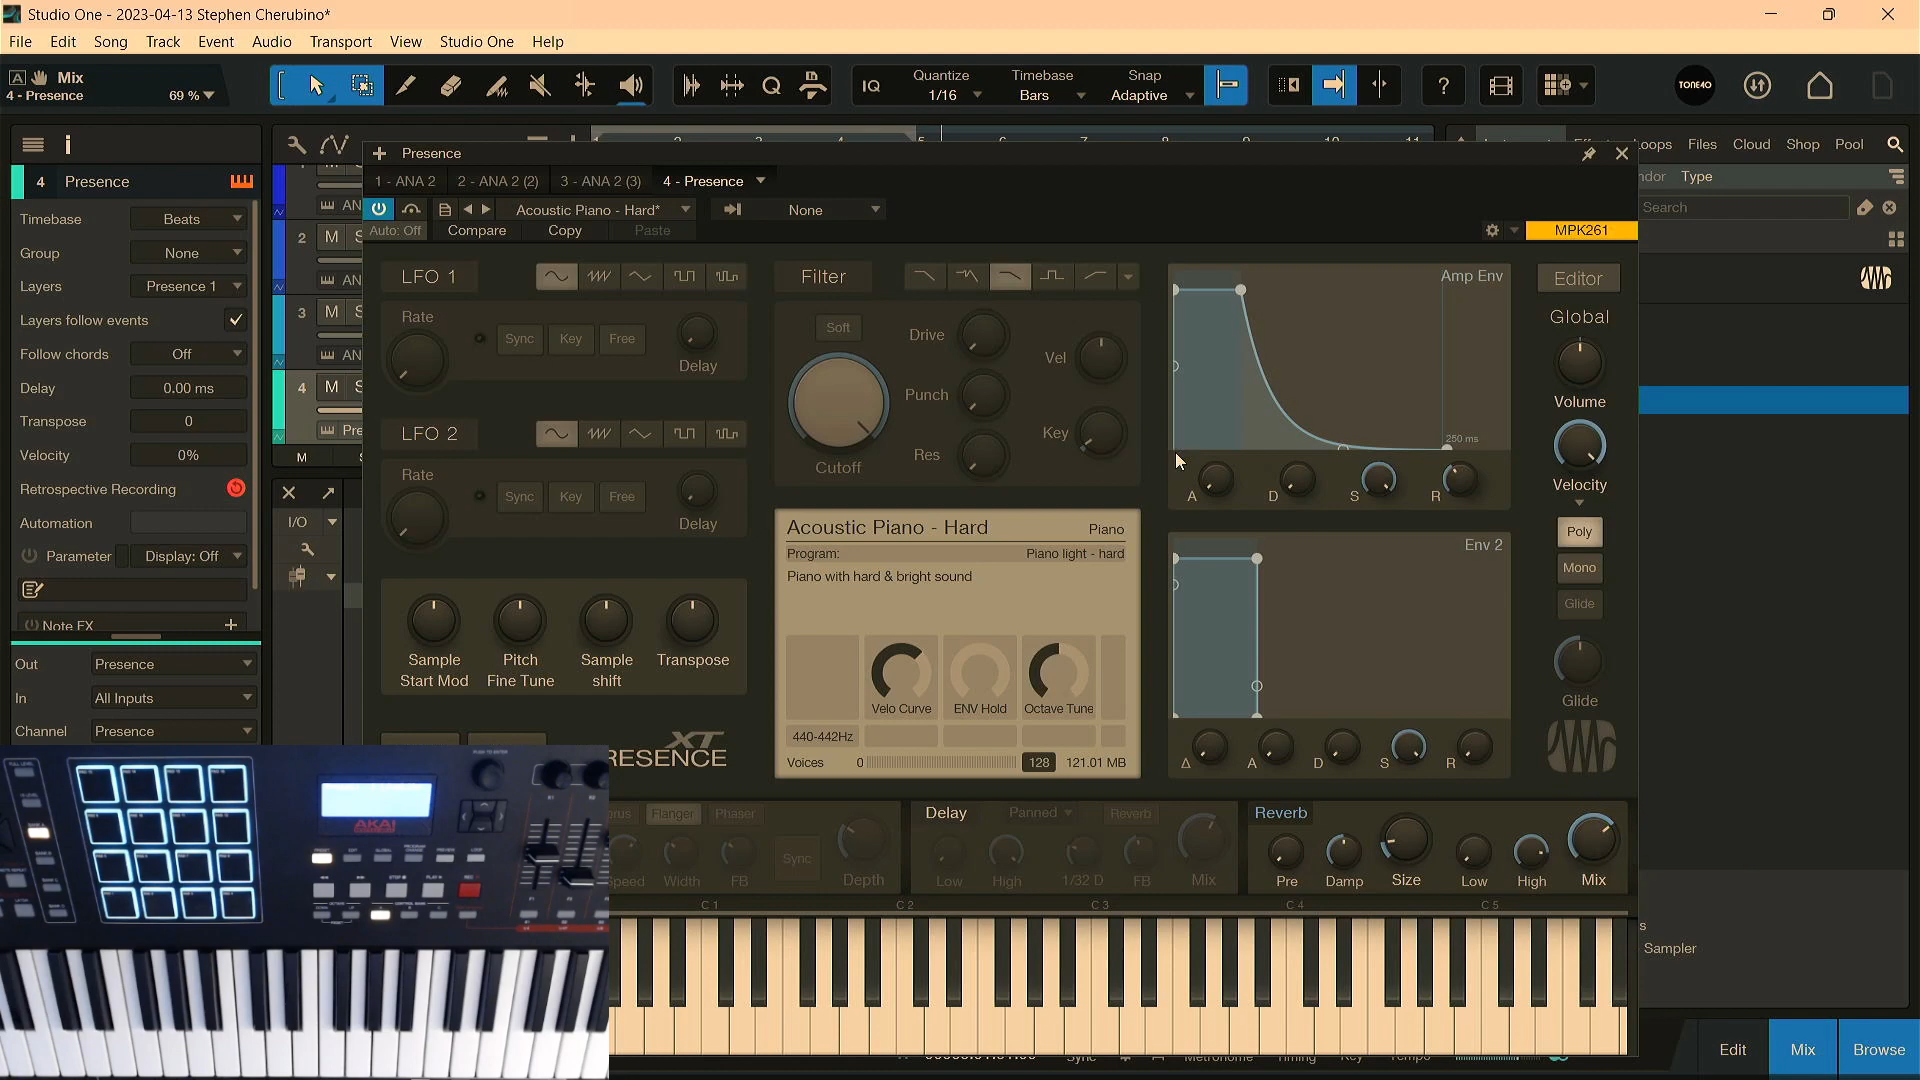 Studio One - 2023-04-13 Stephen Cherubino*
File Edit Song Track Event Audio Transport View Studio One Help
A Mix
4 - Presence 69 %
IQ
Quantize
1/16
Timebase
Bars
Snap
Adaptive
?
TONE40
Loops Files Cloud Shop Pool
Type
Search
Sampler
4 Presence
Timebase Beats
Group None
Layers Presence 1
Layers follow events
Follow chords Off
Delay 0.00 ms
Transpose 0
Velocity 0%
Retrospective Recording
Automation
Parameter Display: Off
Note FX
Out Presence
In All Inputs
Channel Presence
2 M
3 M
4 M
M
I/O
Presence
1 - ANA 2 2 - ANA 2 (2) 3 - ANA 2 (3) 4 - Presence
Acoustic Piano - Hard* None
Auto: Off Compare Copy Paste MPK261
LFO 1
Rate
Sync Key Free
Delay
LFO 2
Rate
Sync Key Free
Delay
Sample
Start Mod
Pitch
Fine Tune
Sample
shift
Transpose
XT
Filter
Soft
Cutoff
Drive
Punch
Res
Vel
Key
Acoustic Piano - Hard Piano
Program: Piano light - hard
Piano with hard & bright sound
Velo Curve ENV Hold Octave Tune
440-442Hz
Voices 0 128 121.01 MB
Amp Env
250 ms
A D S R
Env 2
Δ A D S R
Editor
Global
Volume
Velocity
Poly
Mono
Glide
Glide
Flanger Phaser
Width FB Sync Depth
Delay Panned Reverb
Low High 1/32 D FB Mix
Reverb
Pre Damp Size Low High Mix
C 1 C 2 C 3 C 4 C 5
AKAI
Edit Mix Browse